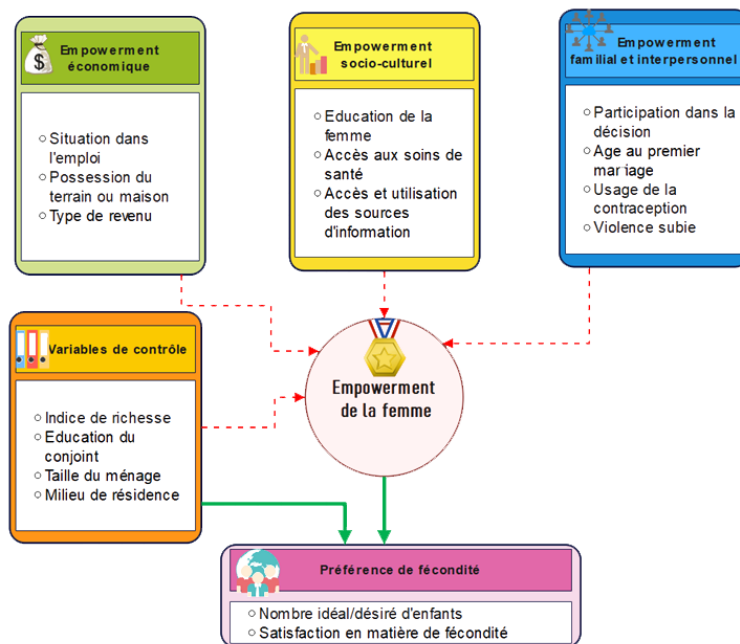 Empowerment
économique
Situation dans
l'emploi
Possession du
terrain ou maison
Type de revenu
Empowerment
socio-culturel
Education de la
femme
Accès aux soins de
santé
Accès et utilisation
des sources
d'information
Empowerment
familial et interpersonnel
Participation dans la
décision
Age au premier
mariage
Usage de la
contraception
Violence subie
Variables de contrôle
Indice de richesse
Education du
conjoint
Taille du ménage
Milieu de résidence
Empowerment
de la femme
Préférence de fécondité
Nombre idéal/désiré d'enfants
Satisfaction en matière de fécondité